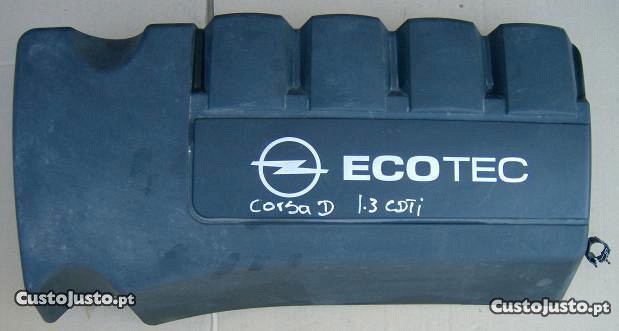 ECOTEC
Corsa D 1.3 CDTi
CustoJusto.pt CustoJusto.pt